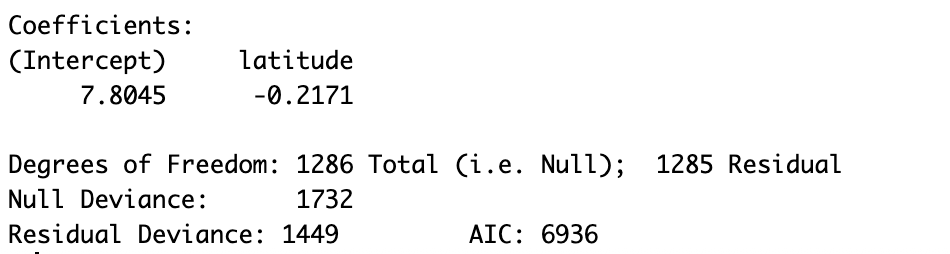 Coefficients:
(Intercept)     latitude
     7.8045      -0.2171
Degrees of Freedom: 1286 Total (i.e. Null);  1285 Residual
Null Deviance:      1732
Residual Deviance: 1449         AIC: 6936